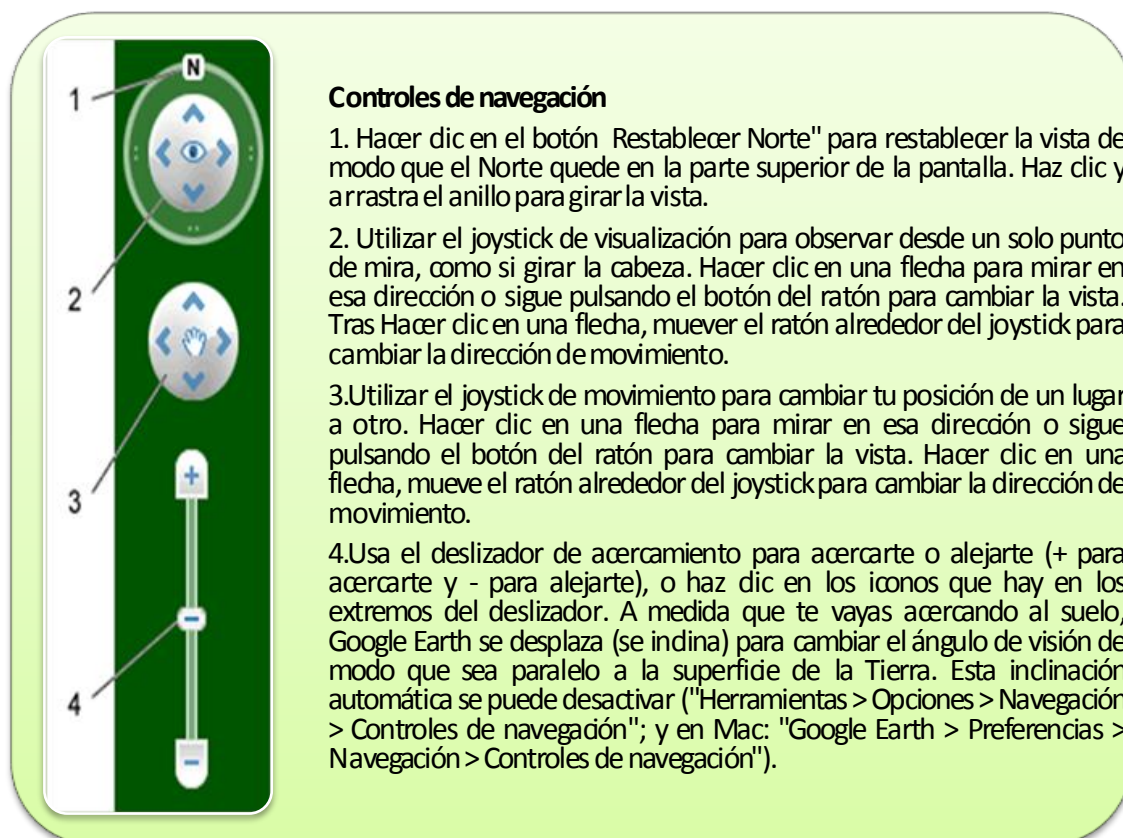 N
1
2
3
+
-
4
-
Controles de navegación
1. Hacer clic en el botón Restablecer Norte" para restablecer la vista de
modo que el Norte quede en la parte superior de la pantalla. Haz clic y
arrastra el anillo para girar la vista.
2. Utilizar el joystick de visualización para observar desde un solo punto
de mira, como si girar la cabeza. Hacer clic en una flecha para mirar en
esa dirección o sigue pulsando el botón del ratón para cambiar la vista.
Tras Hacer clic en una flecha, muever el ratón alrededor del joystick para
cambiar la dirección de movimiento.
3.Utilizar el joystick de movimiento para cambiar tu posición de un lugar
a otro. Hacer clic en una flecha para mirar en esa dirección o sigue
pulsando el botón del ratón para cambiar la vista. Hacer clic en una
flecha, mueve el ratón alrededor del joystick para cambiar la dirección de
movimiento.
4.Usa el deslizador de acercamiento para acercarte o alejarte (+ para
acercarte y - para alejarte), o haz clic en los iconos que hay en los
extremos del deslizador. A medida que te vayas acercando al suelo,
Google Earth se desplaza (se inclina) para cambiar el ángulo de visión de
modo que sea paralelo a la superficie de la Tierra. Esta inclinación
automática se puede desactivar ("Herramientas > Opciones > Navegación
> Controles de navegación"; y en Mac: "Google Earth > Preferencias >
Navegación > Controles de navegación").